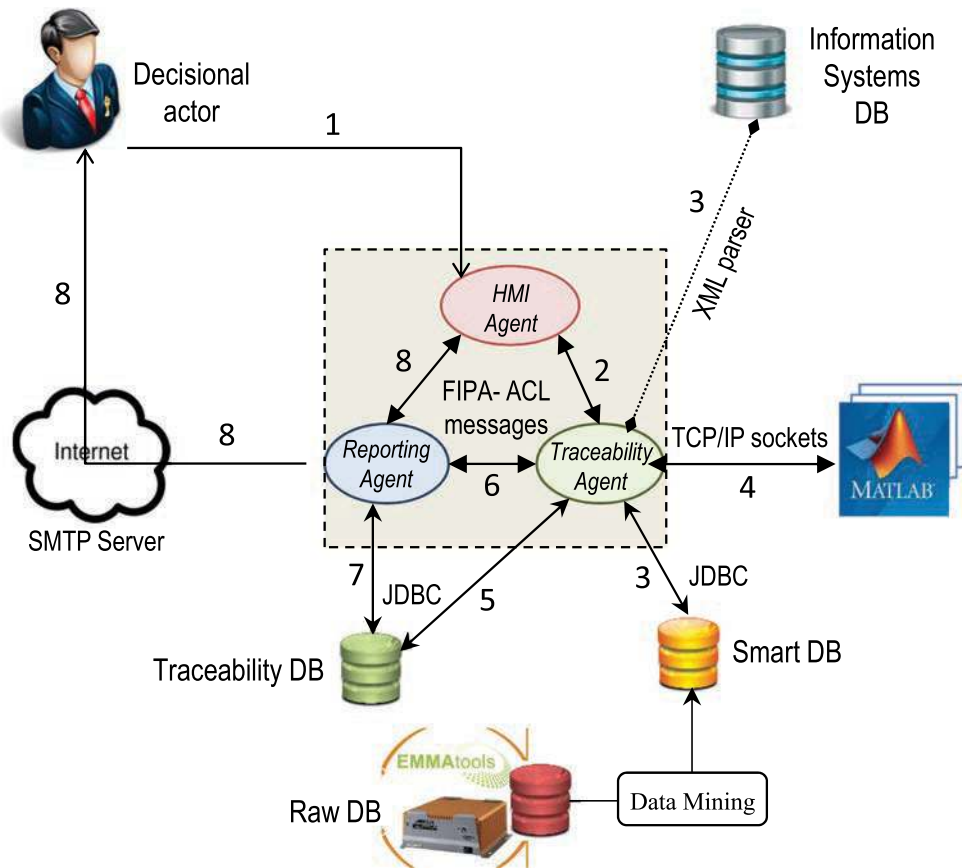 Decisional
actor
Information
Systems
DB
1
3
XML parser
8
HMI
Agent
8
2
FIPA- ACL
messages
Internet
8
Reporting
Agent
6
Traceability
Agent
TCP/IP sockets
4
MATLAB
SMTP Server
7
JDBC
5
3
JDBC
Traceability DB
Smart DB
EMMAtools
Raw DB
Data Mining